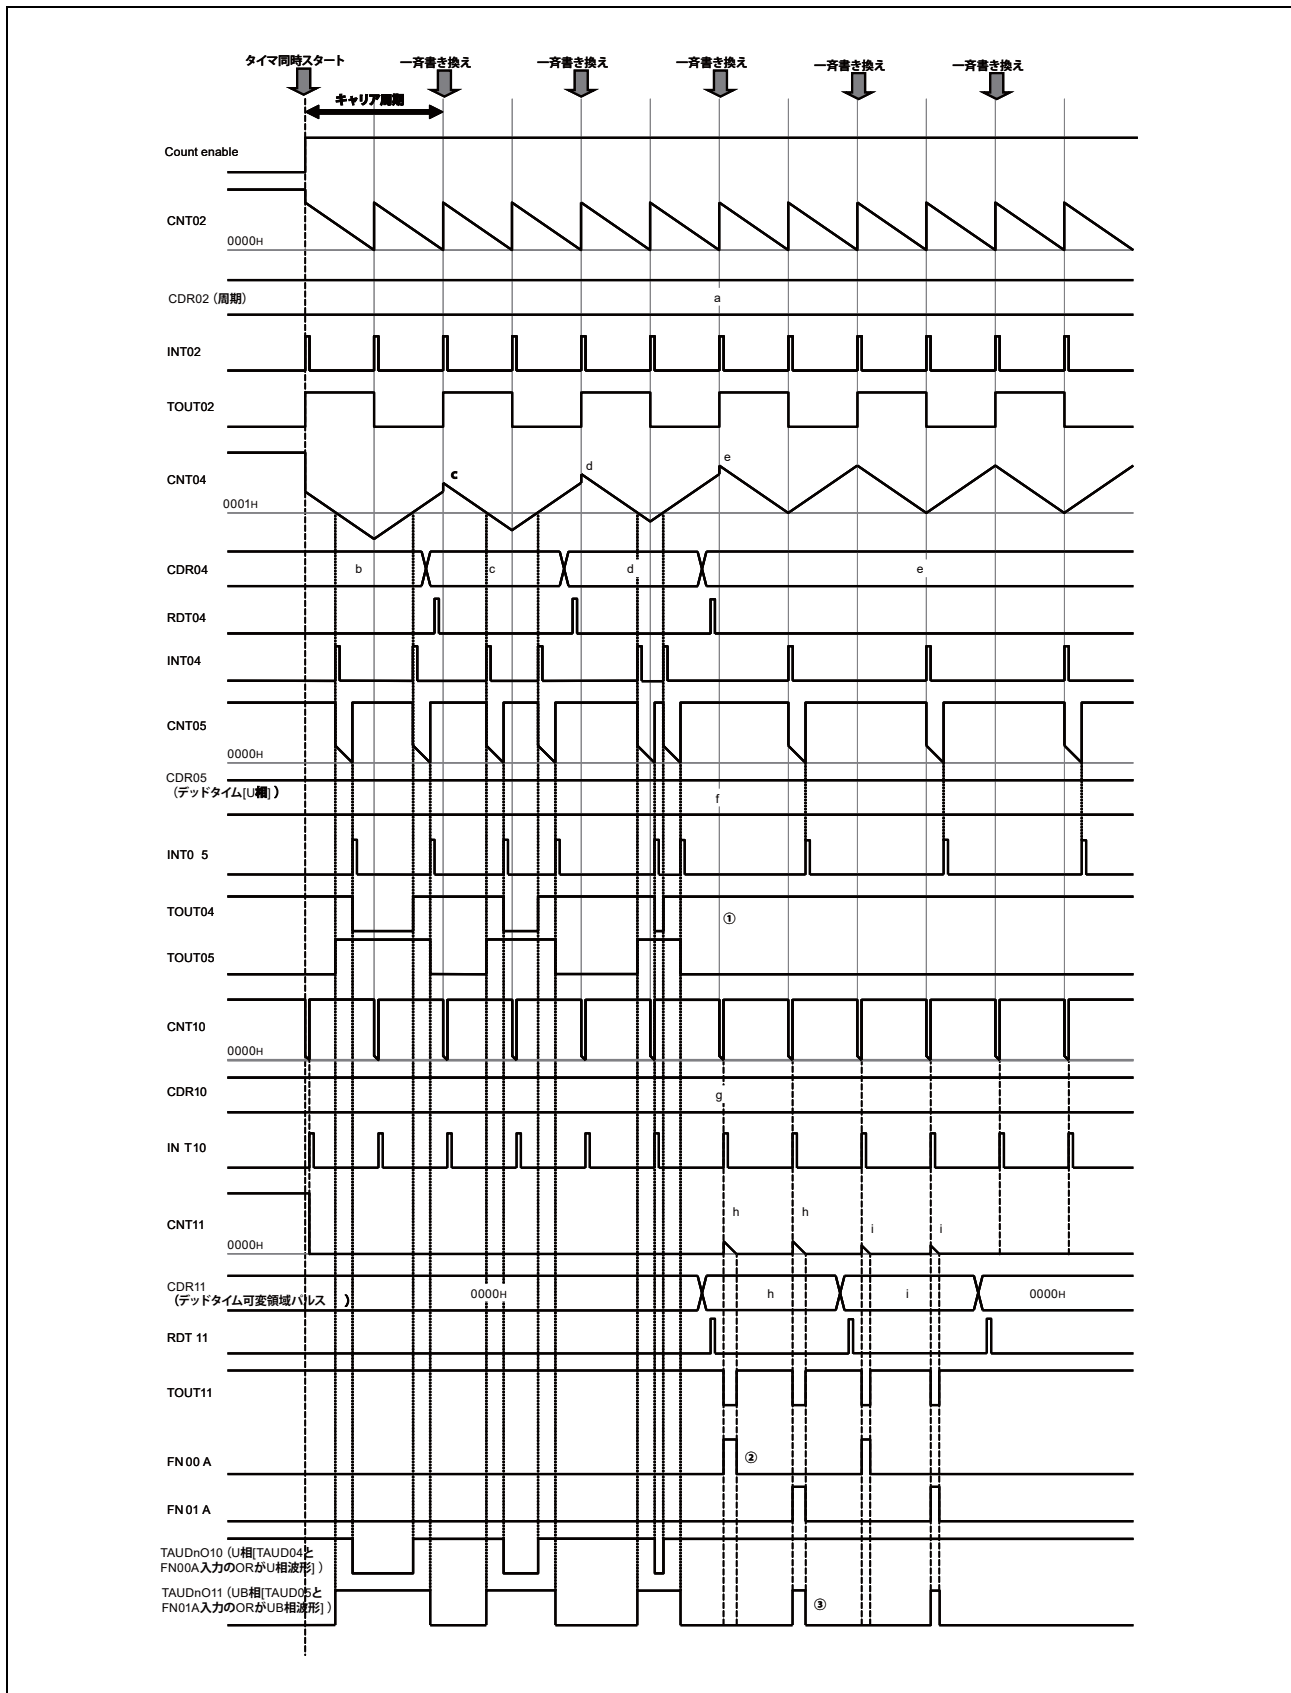 タイマ同時スタート
一斉書き換え
一斉書き換え
一斉書き換え
一斉書き換え
一斉書き換え
キャリア周期
Count enable
CNT02
0000H
CDR02 (周期)
a
INT02
TOUT02
CNT04
c
d
e
0001H
CDR04
b
c
d
e
RDT04
INT04
CNT05
0000H
CDR05
(デッドタイム[U相] )
f
INT0 5
TOUT04
①
TOUT05
CNT10
0000H
CDR10
g
IN T10
CNT11
h
h
i
i
0000H
CDR11
(デッドタイム可変領域パルス )
0000H
h
i
0000H
RDT 11
TOUT11
FN 00 A
②
FN 01 A
TAUDnO10 (U相[TAUD04と
FN00A入力のORがU相波形] )
TAUDnO11 (UB相[TAUD05と
FN01A入力のORがUB相波形] )
③